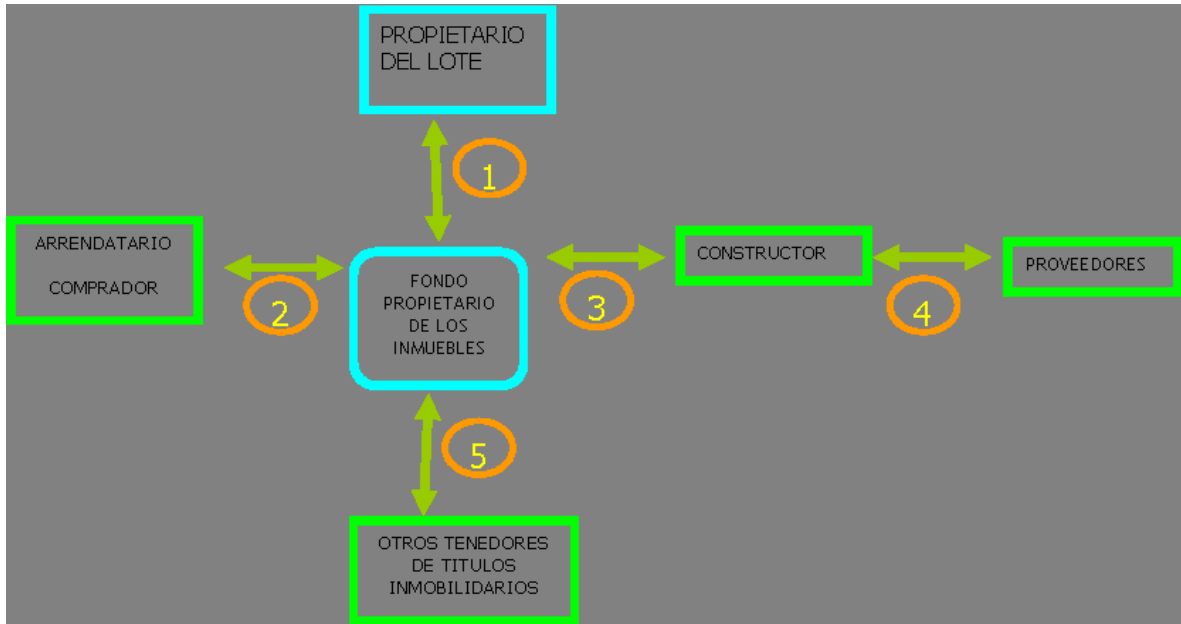 PROPIETARIO
DEL LOTE
1
ARRENDATARIO
COMPRADOR
2
FONDO
PROPIETARIO
DE LOS
INMUEBLES
3
CONSTRUCTOR
4
PROVEEDORES
5
OTROS TENEDORES
DE TITULOS
INMOBILIDARIOS